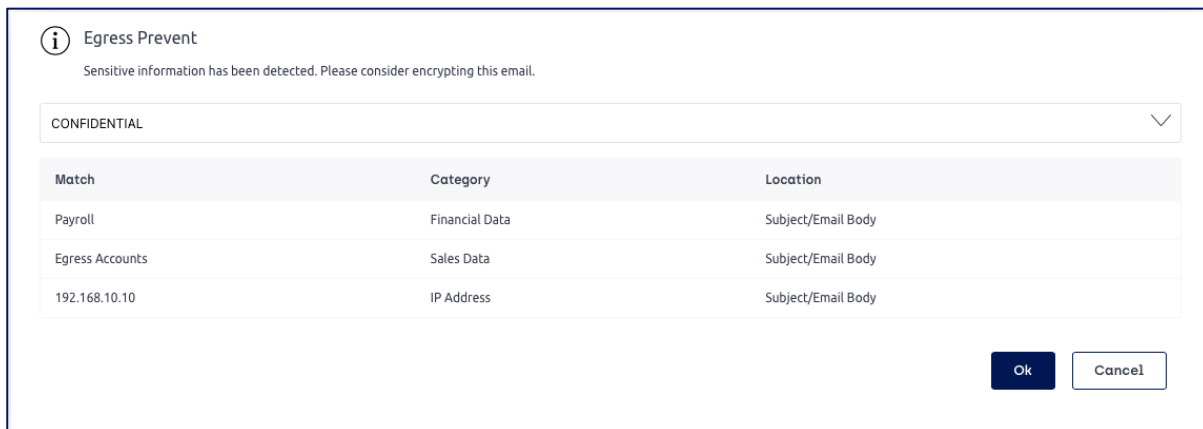 Egress Prevent
Sensitive information has been detected. Please consider encrypting this email.
CONFIDENTIAL
Match Category Location
Payroll Financial Data Subject/Email Body
Egress Accounts Sales Data Subject/Email Body
192.168.10.10 IP Address Subject/Email Body
Ok Cancel